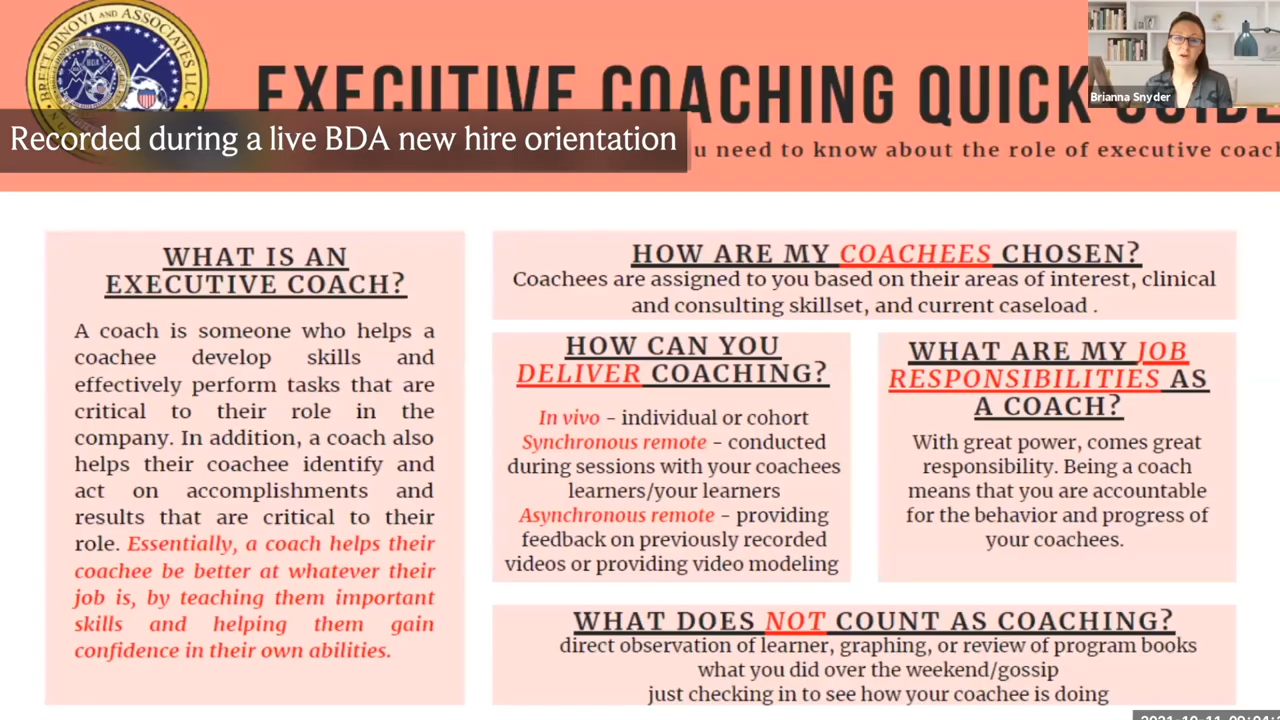 BRETT DINOVI AND ASSOCIATES LLC
EXECUTIVE COACHING QUICK
Brianna Snyder
Recorded during a live BDA new hire orientation
need to know about the role of executive
WHAT IS AN
EXECUTIVE COACH?
A coach is someone who helps a
coachee develop skills and
effectively perform tasks that are
critical to their role in the
company. In addition, a coach also
helps their coachee identify and
act on accomplishments and
results that are critical to their
role. Essentially, a coach helps their
coachee be better at whatever their
job is, by teaching them important
skills and helping them gain
confidence in their own abilities.
HOW ARE MY COACHEES CHOSEN?
Coachees are assigned to you based on their areas of interest, clinical
and consulting skillset, and current caseload .
HOW CAN YOU
DELIVER COACHING?
In vivo – individual or cohort
Synchronous remote – conducted
during sessions with your coachees
learners/your learners
Asynchronous remote – providing
feedback on previously recorded
videos or providing video modeling
WHAT ARE MY JOB
RESPONSIBILITIES AS
A COACH?
With great power, comes great
responsibility. Being a coach
means that you are accountable
for the behavior and progress of
your coachees.
WHAT DOES NOT COUNT AS COACHING?
direct observation of learner, graphing, or review of program books
what you did over the weekend/gossip
just checking in to see how your coachee is doing